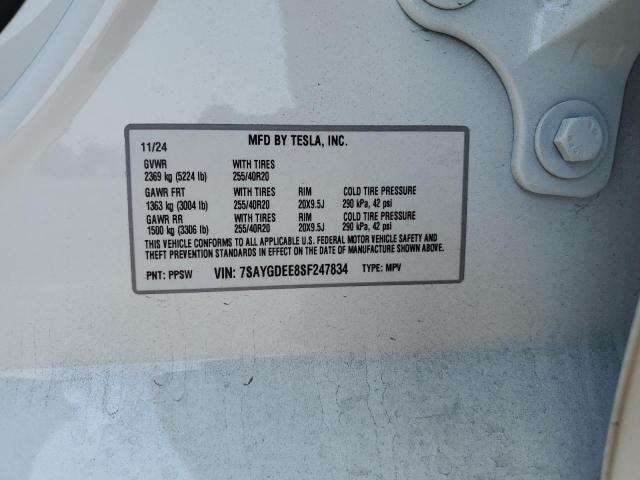 11/24 MFD BY TESLA, INC.
GVWR WITH TIRES
2369 kg (5224 lb) 255/40R20
GAWR FRT WITH TIRES RIM COLD TIRE PRESSURE
1363 kg (3004 lb) 255/40R20 20X9.5J 290 kPa, 42 psi
GAWR RR WITH TIRES RIM COLD TIRE PRESSURE
1500 kg (3306 lb) 255/40R20 20X9.5J 290 kPa, 42 psi
THIS VEHICLE CONFORMS TO ALL APPLICABLE U.S. FEDERAL MOTOR VEHICLE SAFETY AND
THEFT PREVENTION STANDARDS IN EFFECT ON THE DATE OF MANUFACTURE SHOWN ABOVE.
PNT: PPSW VIN: 7SAYGDEE8SF247834 TYPE: MPV